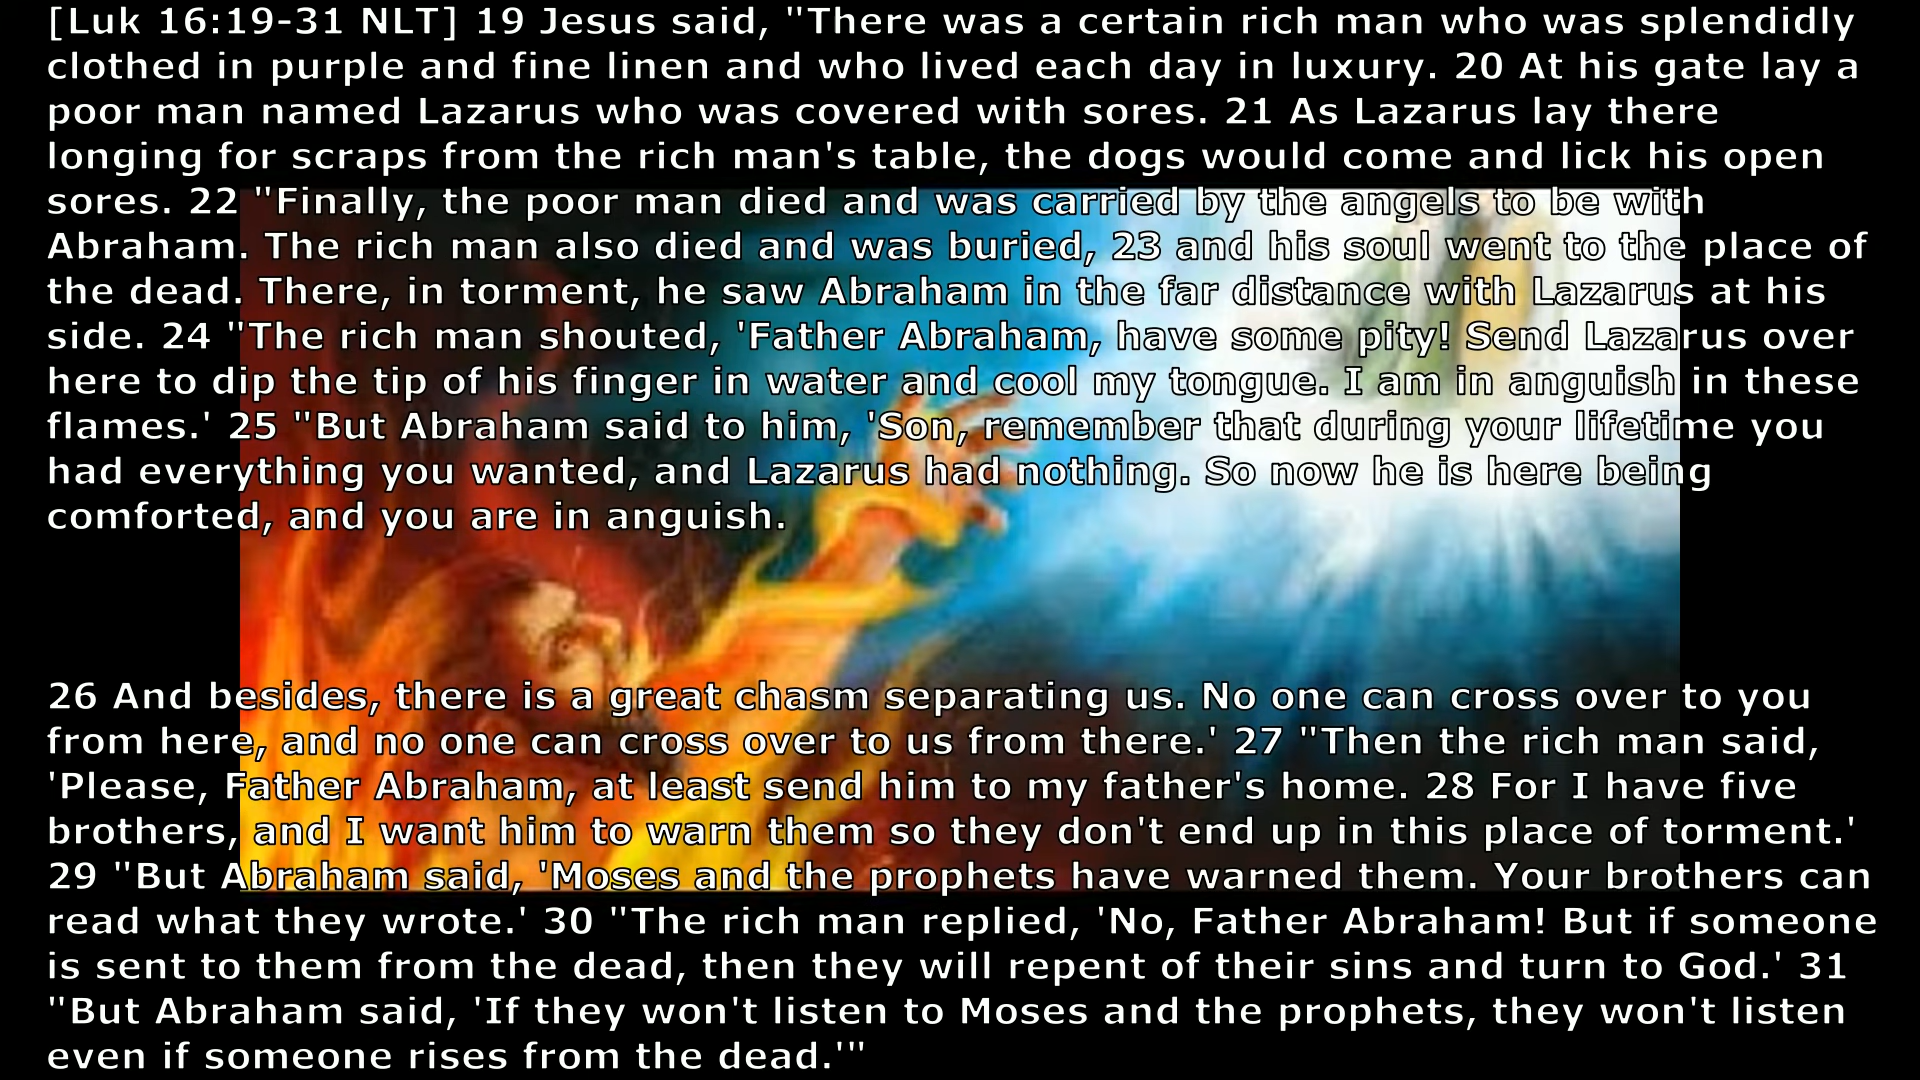 [Luk 16:19-31 NLT] 19 Jesus said, "There was a certain rich man who was splendidly
clothed in purple and fine linen and who lived each day in luxury. 20 At his gate lay a
poor man named Lazarus who was covered with sores. 21 As Lazarus lay there
longing for scraps from the rich man's table, the dogs would come and lick his open
sores. 22 "Finally, the poor man died and was carried by the angels to be with
Abraham. The rich man also died and was buried, 23 and his soul went to the place of
the dead. There, in torment, he saw Abraham in the far distance with Lazarus at his
side. 24 "The rich man shouted, 'Father Abraham, have some pity! Send Lazarus over
here to dip the tip of his finger in water and cool my tongue. I am in anguish in these
flames.' 25 "But Abraham said to him, 'Son, remember that during your lifetime you
had everything you wanted, and Lazarus had nothing. So now he is here being
comforted, and you are in anguish.
26 And besides, there is a great chasm separating us. No one can cross over to you
from here, and no one can cross over to us from there.' 27 "Then the rich man said,
'Please, Father Abraham, at least send him to my father's home. 28 For I have five
brothers, and I want him to warn them so they don't end up in this place of torment.'
29 "But Abraham said, 'Moses and the prophets have warned them. Your brothers can
read what they wrote.' 30 "The rich man replied, 'No, Father Abraham! But if someone
is sent to them from the dead, then they will repent of their sins and turn to God.' 31
"But Abraham said, 'If they won't listen to Moses and the prophets, they won't listen
even if someone rises from the dead.'"